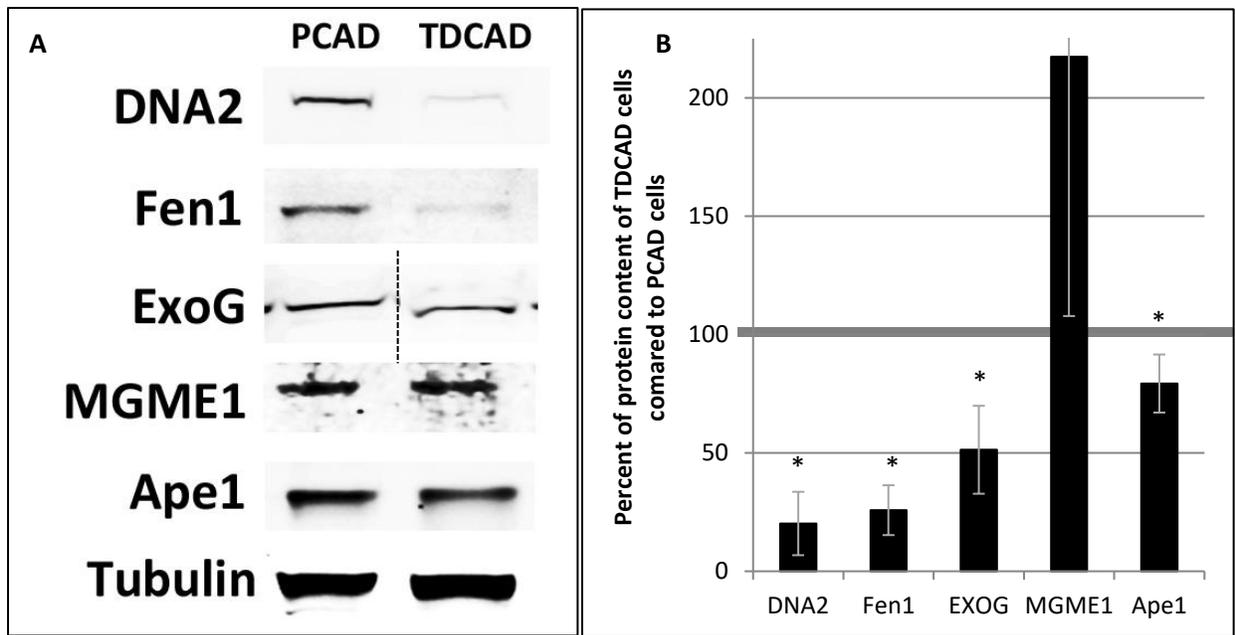 A
PCAD TDCAD
DNA2
Fen1
ExoG
MGME1
Ape1
Tubulin
B
Percent of protein content of TDCAD cells
comared to PCAD cells
200
150
100
50
0
*
*
*
*
DNA2 Fen1 EXOG MGME1 Ape1